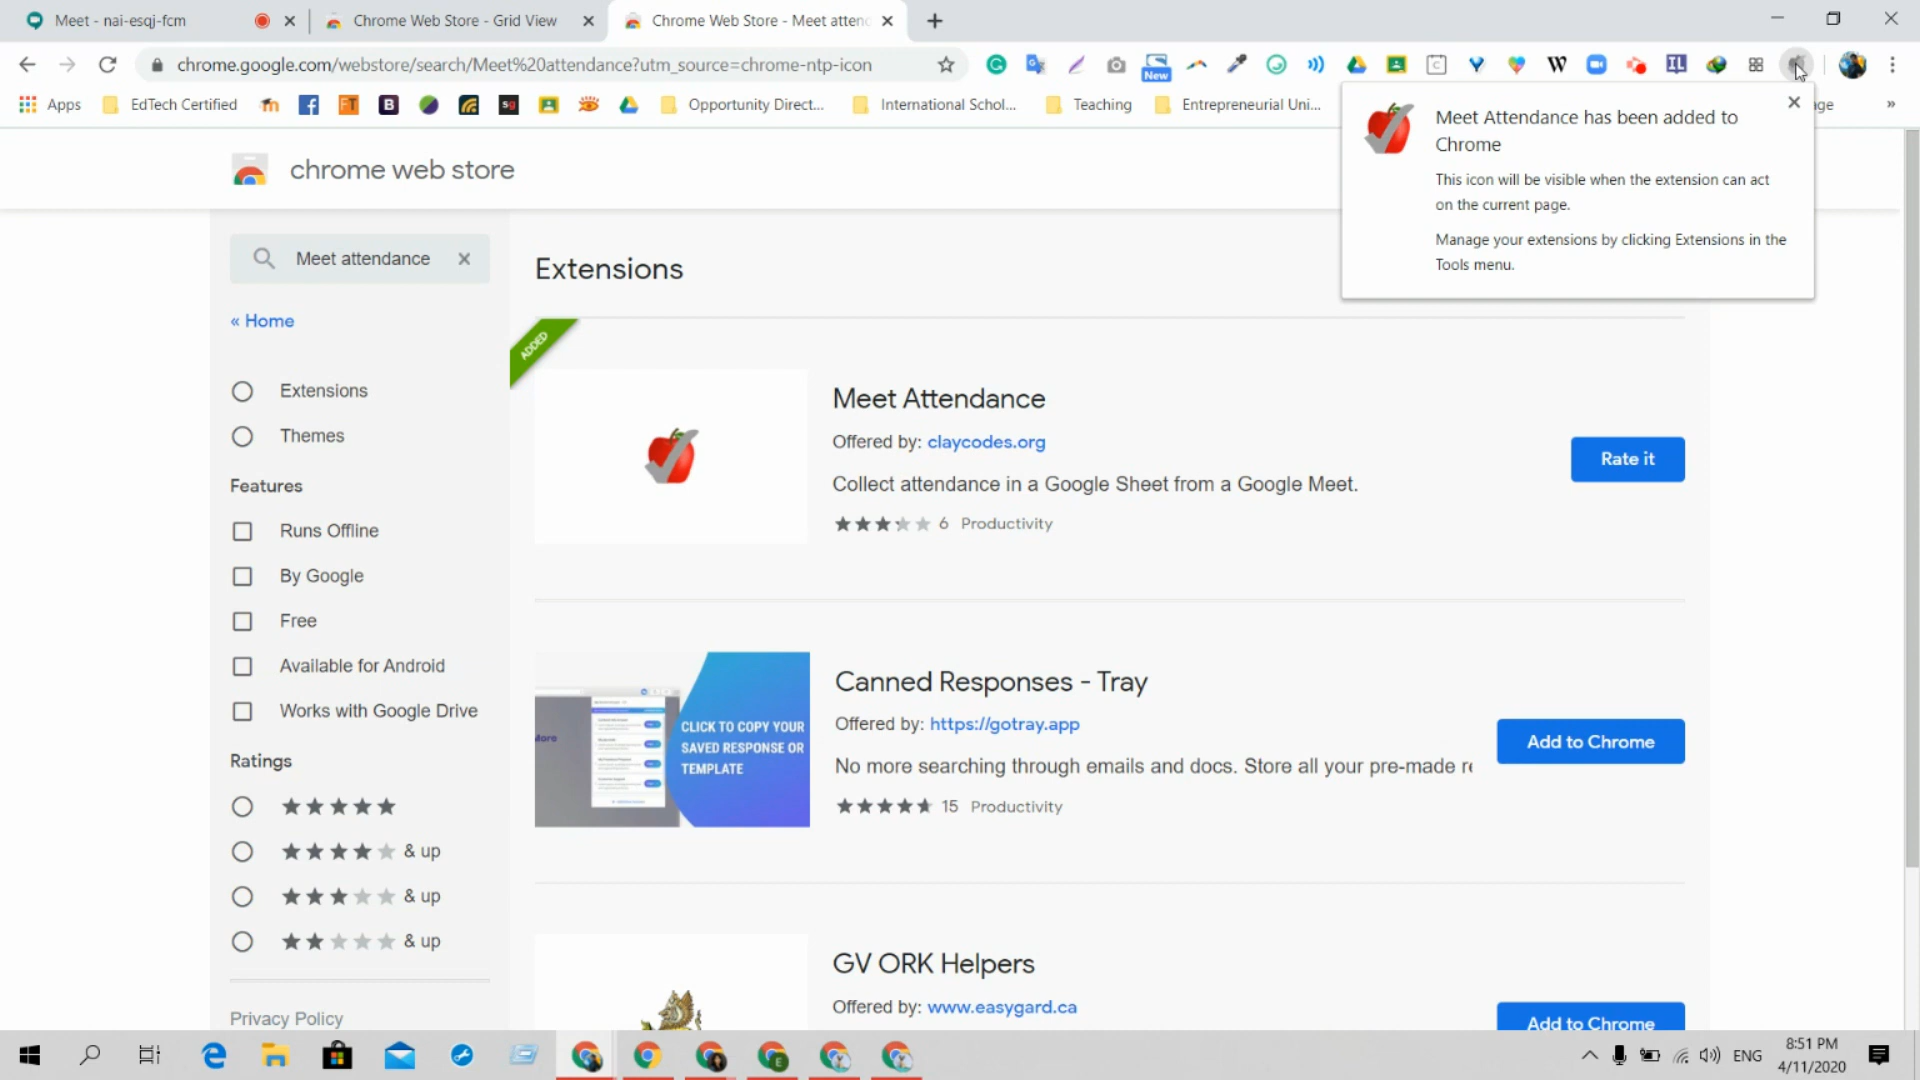 Meet - nai-esqj-fcm
Chrome Web Store - Grid View
Chrome Web Store - Meet attend
chrome.google.com/webstore/search/Meet%20attendance?utm_source=chrome-ntp-icon
New
W
IL
Apps
EdTech Certified
FT
B
sg
Opportunity Direct...
International Schol...
Teaching
Entrepreneurial Uni...
ge
»
Meet Attendance has been added to
Chrome
This icon will be visible when the extension can act
on the current page.
Manage your extensions by clicking Extensions in the
Tools menu.
chrome web store
Meet attendance
« Home
Extensions
Themes
Features
Runs Offline
By Google
Free
Available for Android
Works with Google Drive
Ratings
& up
& up
& up
Privacy Policy
Extensions
ADDED
Meet Attendance
Offered by: claycodes.org
Collect attendance in a Google Sheet from a Google Meet.
6 Productivity
Rate it
CLICK TO COPY YOUR
SAVED RESPONSE OR
TEMPLATE
Canned Responses - Tray
Offered by: https://gotray.app
No more searching through emails and docs. Store all your pre-made re
15 Productivity
Add to Chrome
GV ORK Helpers
Offered by: www.easygard.ca
Add to Chrome
ENG
8:51 PM
4/11/2020